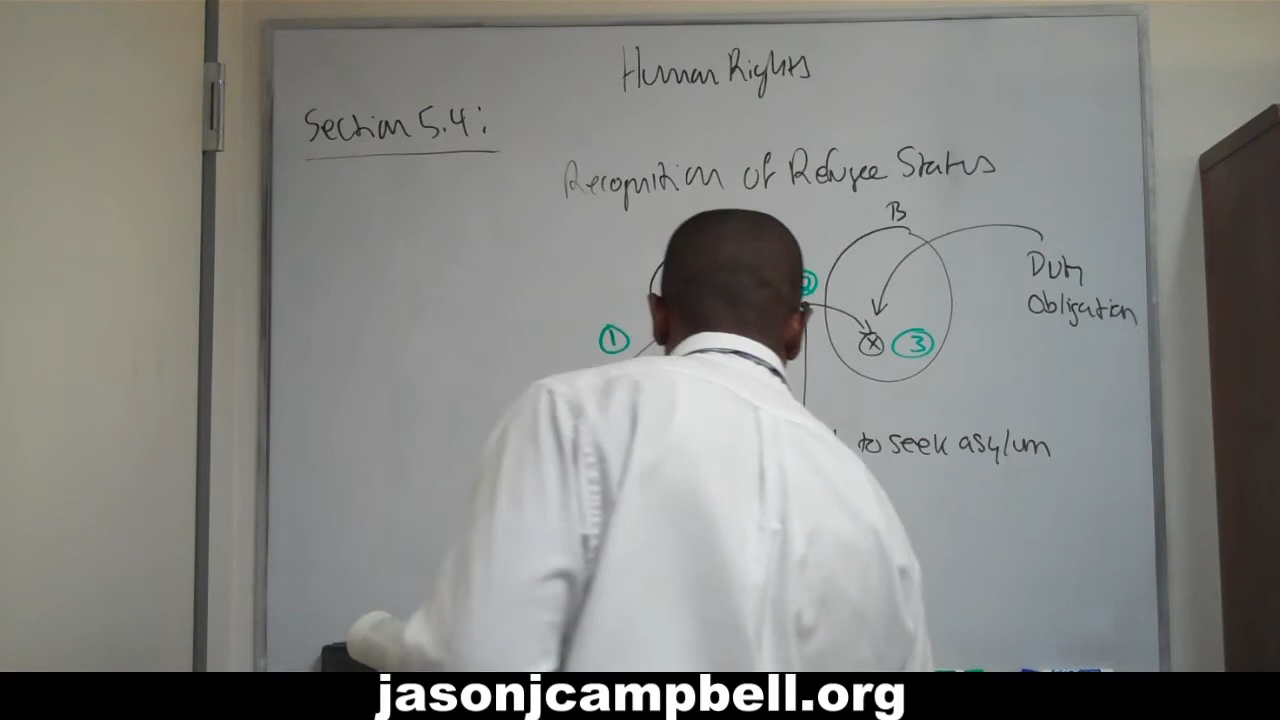 Human Rights
Section 5.4:
Recognition of Refugee Status
B
Duty
Obligation
2
1
X 3
to seek asylum
jasonjcampbell.org